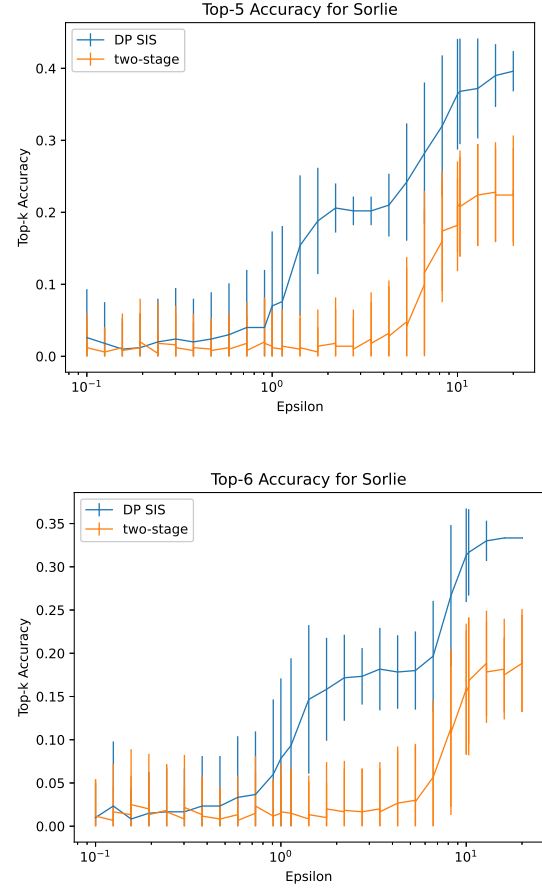 Top-5 Accuracy for Sorlie
DP SIS
two-stage
0.4
0.3
0.2
0.1
0.0
Top-k Accuracy
10⁻¹ 10⁰ 10¹
Epsilon
Top-6 Accuracy for Sorlie
DP SIS
two-stage
0.35
0.30
0.25
0.20
0.15
0.10
0.05
0.00
Top-k Accuracy
10⁻¹ 10⁰ 10¹
Epsilon